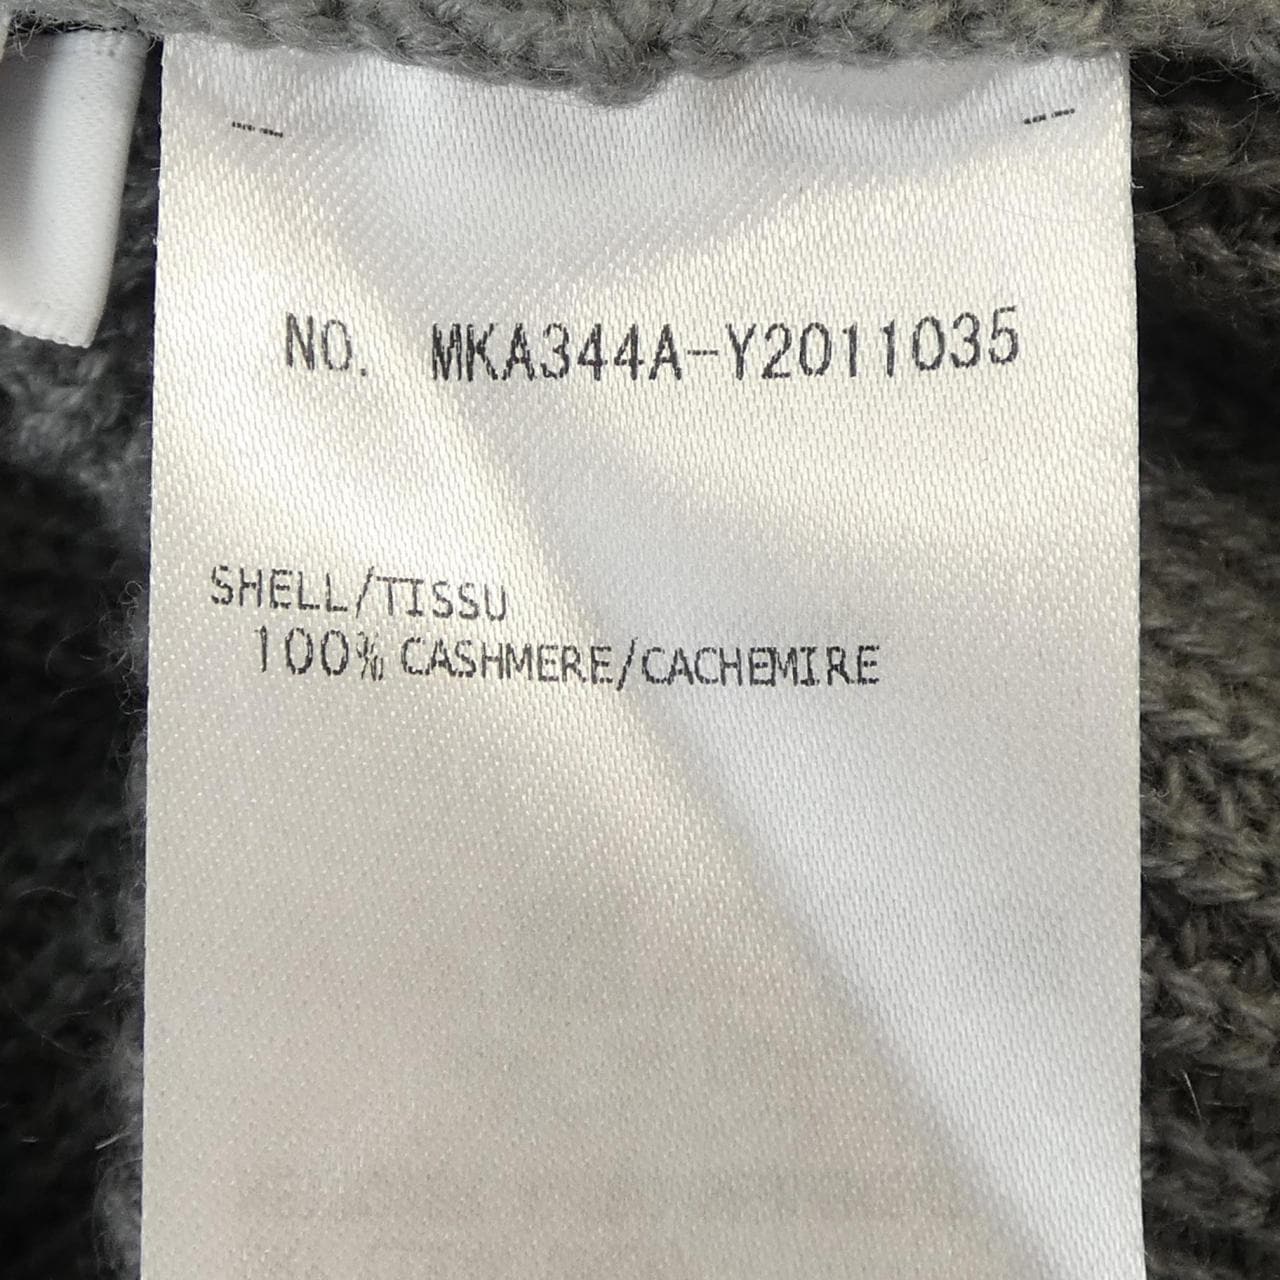 NO. MKA344A-Y2011035
SHELL/TISSU
100% CASHMERE/CACHEMIRE